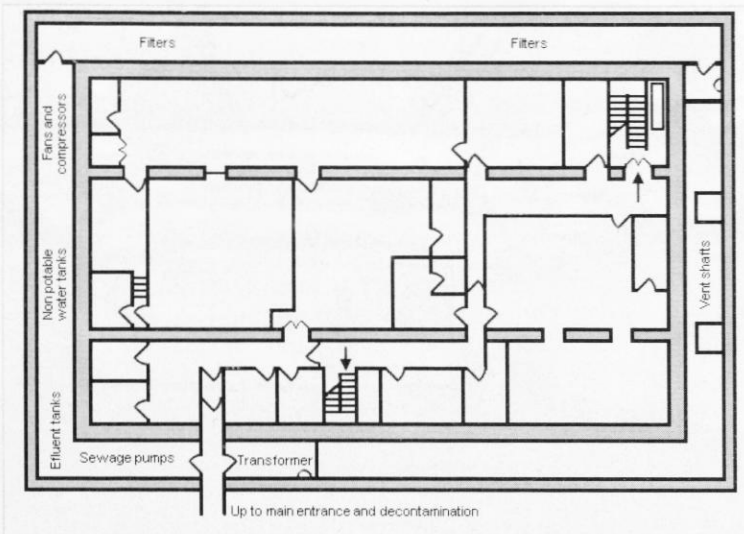 Filters
Filters
Fans and
compressors
Non potable
water tanks
Vent shafts
Effluent tanks
Sewage pumps
Transformer
Up to main entrance and decontamination